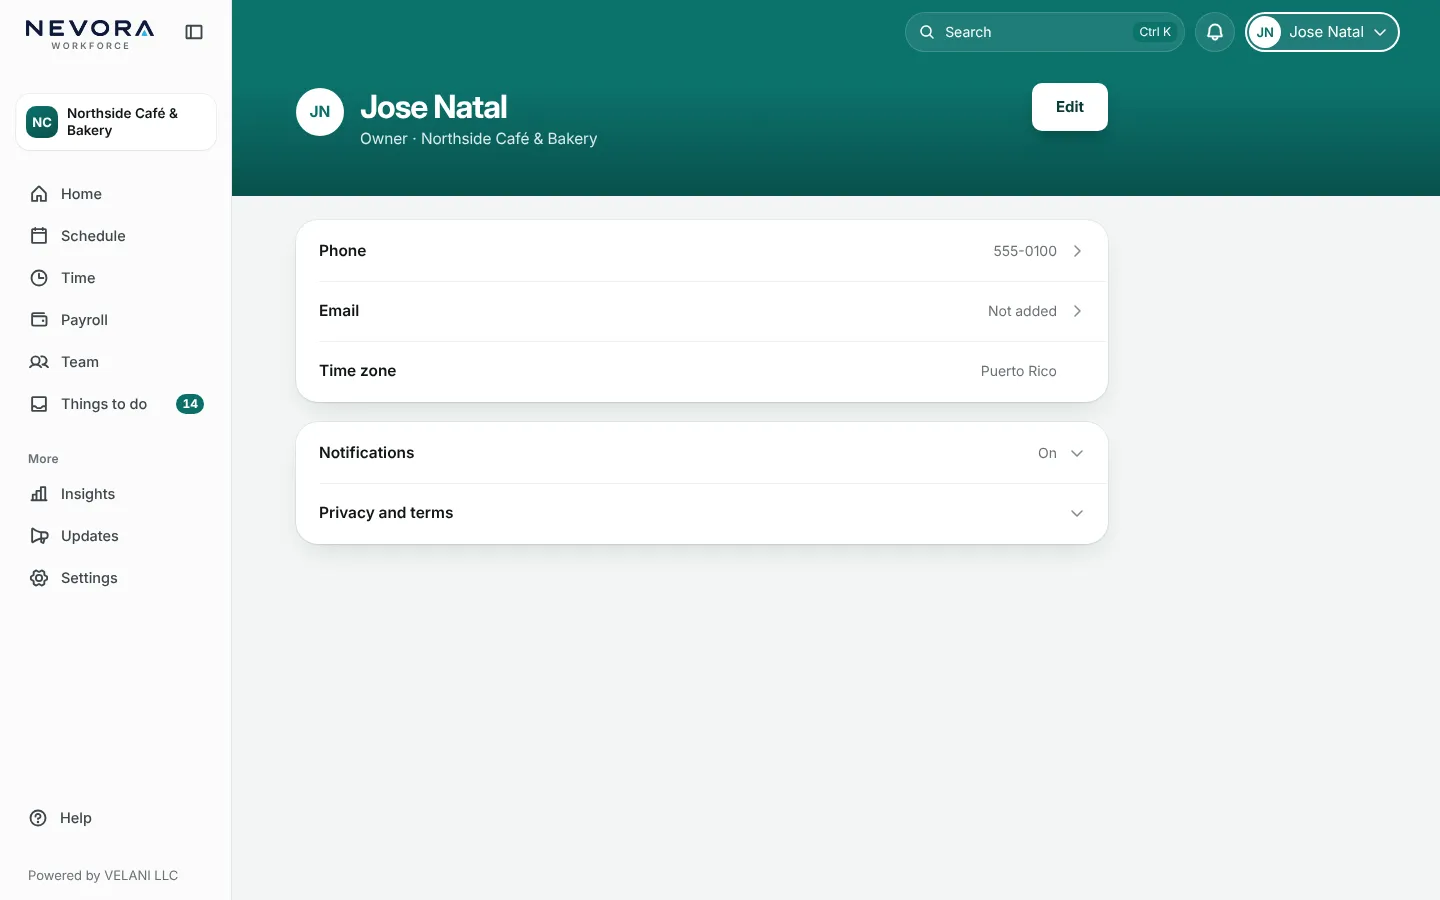 NEVORA
WORKFORCE
Search
Ctrl K
JN
Jose Natal
NC
Northside Café &
Bakery
JN
Jose Natal
Owner · Northside Café & Bakery
Edit
Home
Schedule
Time
Payroll
Team
Things to do
14
More
Insights
Updates
Settings
Phone
555-0100
Email
Not added
Time zone
Puerto Rico
Notifications
On
Privacy and terms
Help
Powered by VELANI LLC